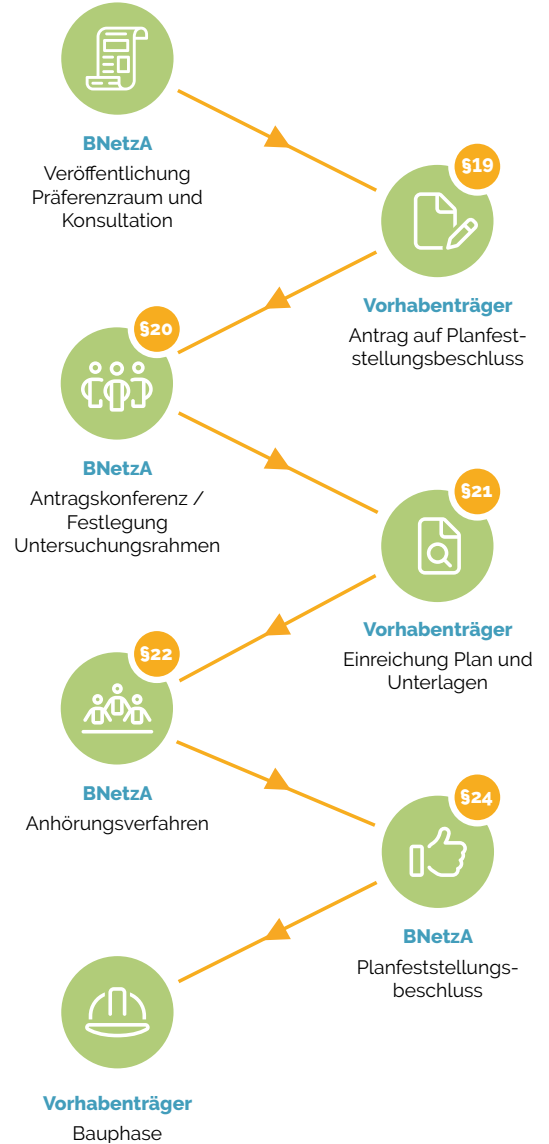 BNetzA
Veröffentlichung
Präferenzraum und
Konsultation
§19
Vorhabenträger
Antrag auf Planfest-
stellungsbeschluss
§20
BNetzA
Antragskonferenz /
Festlegung
Untersuchungsrahmen
§21
Vorhabenträger
Einreichung Plan und
Unterlagen
§22
BNetzA
Anhörungsverfahren
§24
BNetzA
Planfeststellungs-
beschluss
Vorhabenträger
Bauphase